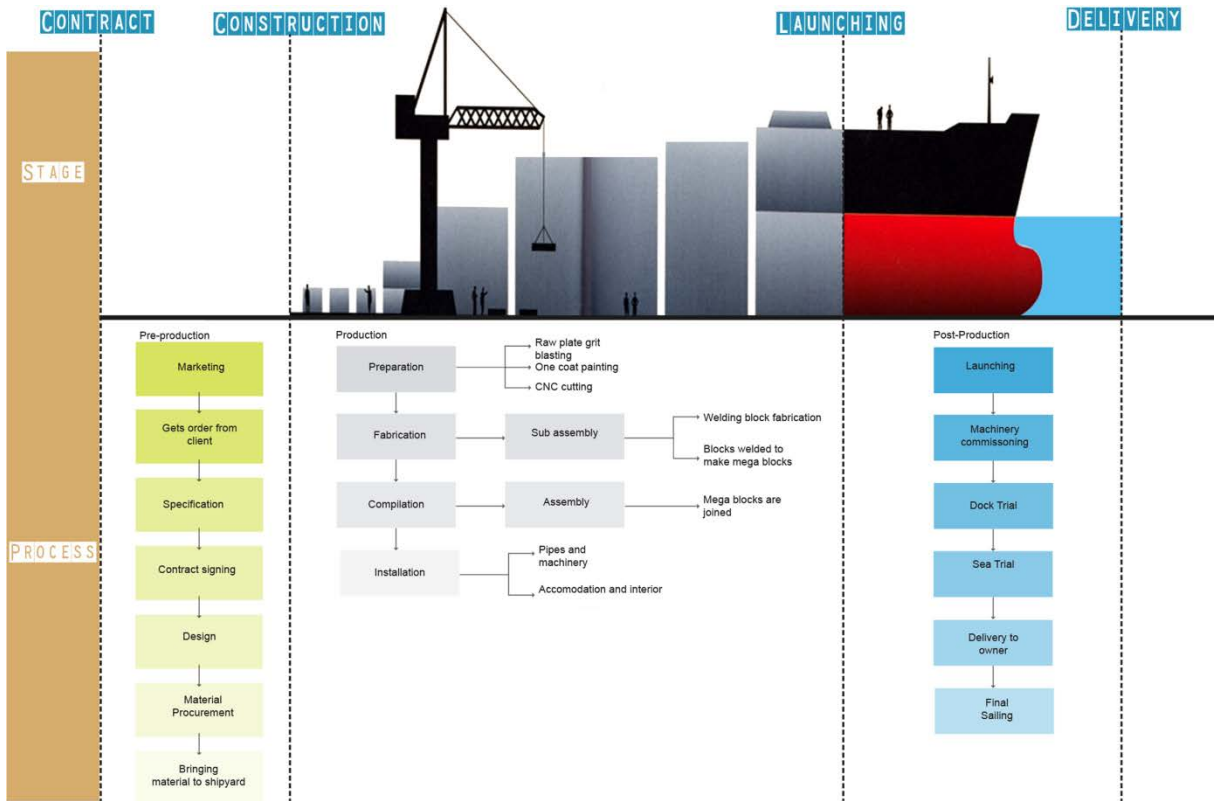 CONTRACT
CONSTRUCTION
LAUNCHING
DELIVERY
STAGE
PROCESS
Pre-production
Marketing
Gets order from
client
Specification
Contract signing
Design
Material
Procurement
Bringing
material to shipyard
Production
Preparation
Raw plate grit
blasting
One coat painting
CNC cutting
Fabrication
Sub assembly
Welding block fabrication
Blocks welded to
make mega blocks
Compilation
Assembly
Mega blocks are
joined
Installation
Pipes and
machinery
Accomodation and interior
Post-Production
Launching
Machinery
commissoning
Dock Trial
Sea Trial
Delivery to
owner
Final
Sailing